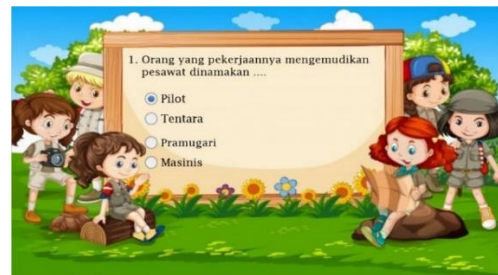 1. Orang yang pekerjaannya mengemudikan
pesawat dinamakan ....
Pilot
Tentara
Pramugari
Masinis